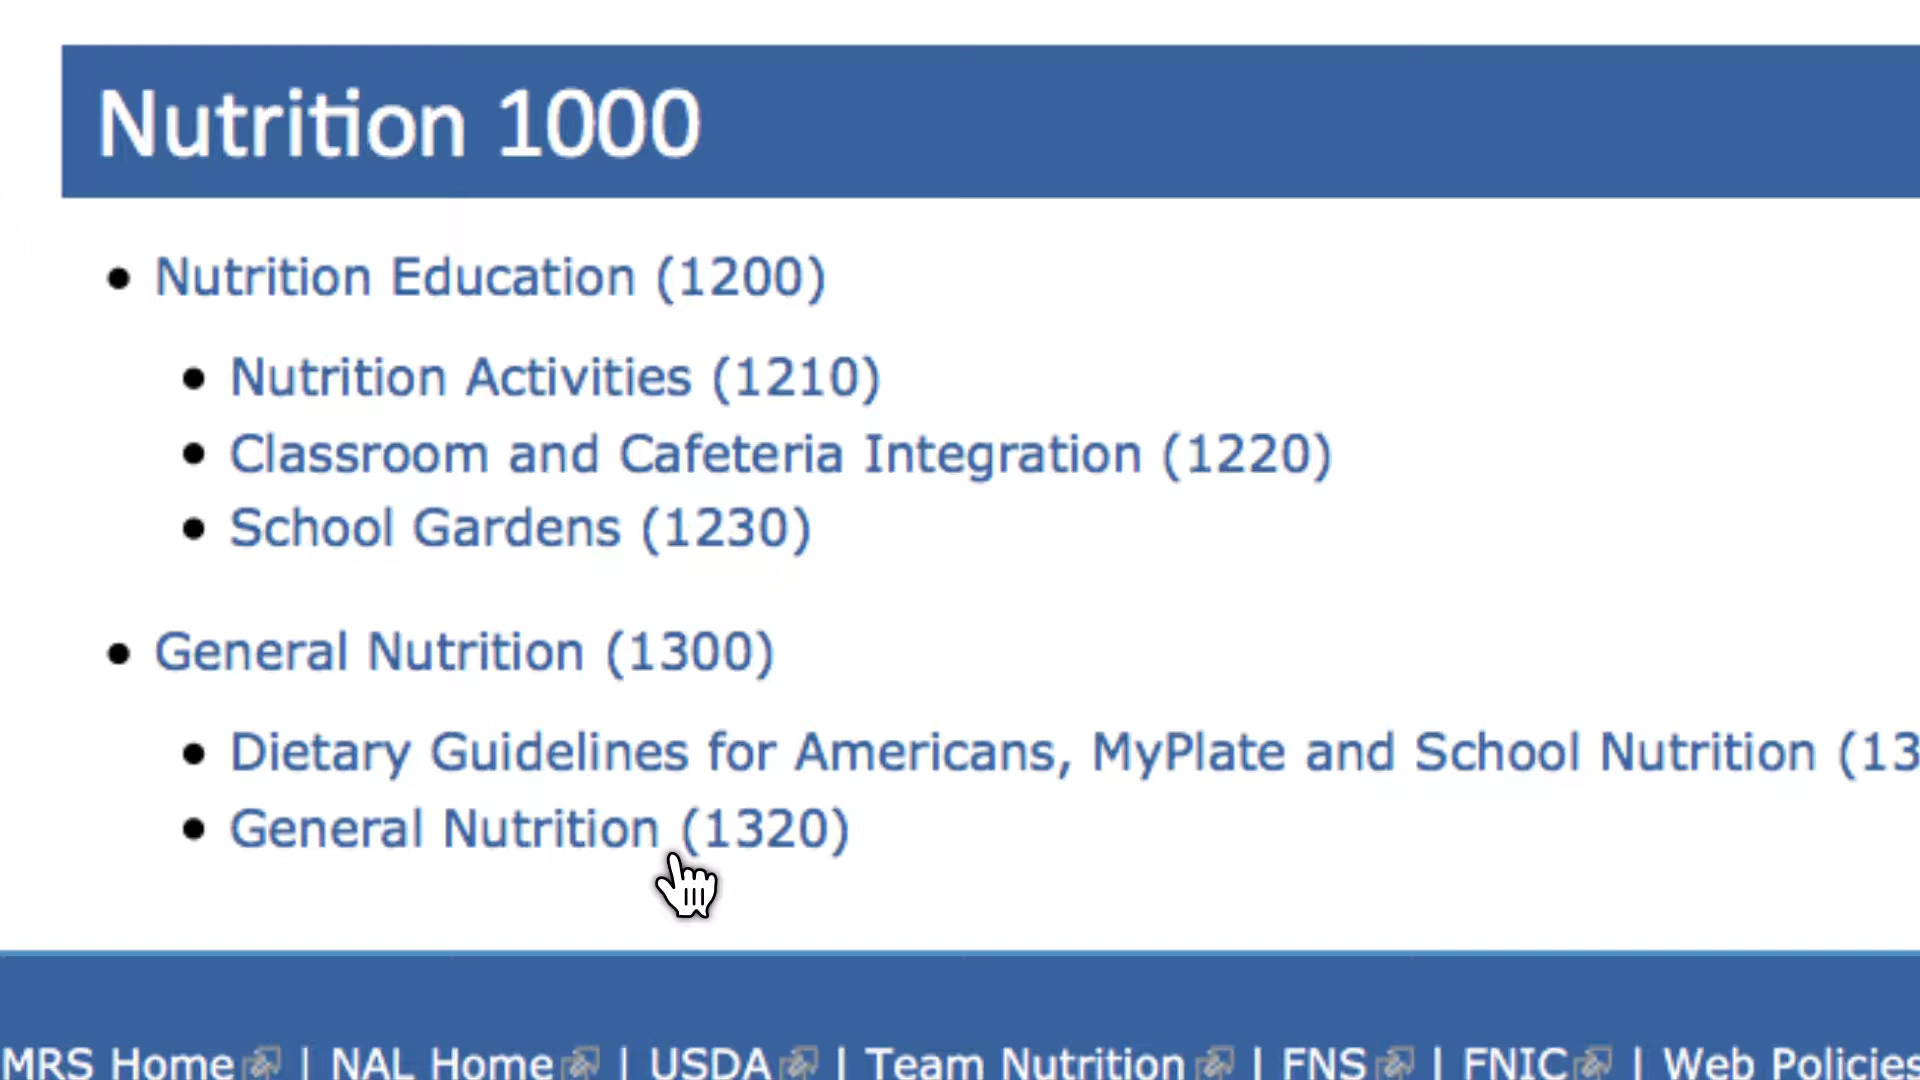 Nutrition 1000
Nutrition Education (1200)
Nutrition Activities (1210)
Classroom and Cafeteria Integration (1220)
School Gardens (1230)
General Nutrition (1300)
Dietary Guidelines for Americans, MyPlate and School Nutrition (13
General Nutrition (1320)
MRS Home | NAL Home | USDA | Team Nutrition | FNS | FNIC | Web Policies